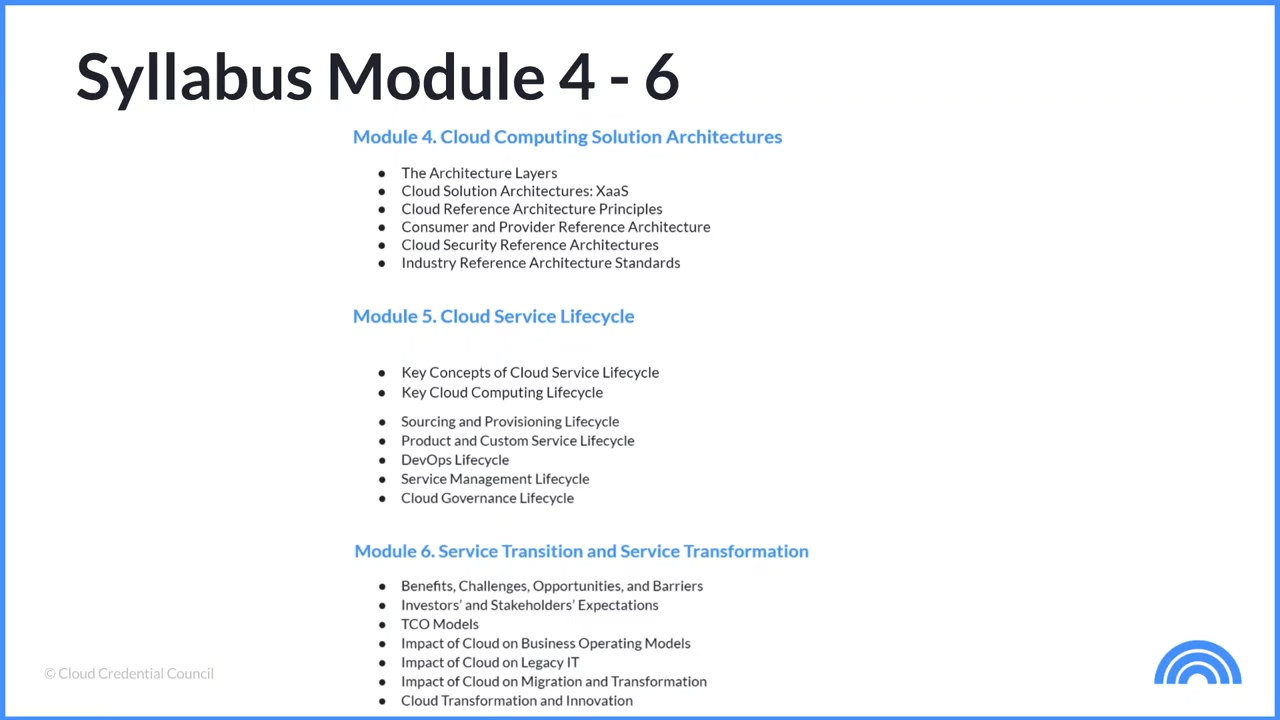 Syllabus Module 4 - 6
Module 4. Cloud Computing Solution Architectures
● The Architecture Layers
● Cloud Solution Architectures: XaaS
● Cloud Reference Architecture Principles
● Consumer and Provider Reference Architecture
● Cloud Security Reference Architectures
● Industry Reference Architecture Standards
Module 5. Cloud Service Lifecycle
● Key Concepts of Cloud Service Lifecycle
● Key Cloud Computing Lifecycle
● Sourcing and Provisioning Lifecycle
● Product and Custom Service Lifecycle
● DevOps Lifecycle
● Service Management Lifecycle
● Cloud Governance Lifecycle
Module 6. Service Transition and Service Transformation
● Benefits, Challenges, Opportunities, and Barriers
● Investors' and Stakeholders' Expectations
● TCO Models
● Impact of Cloud on Business Operating Models
● Impact of Cloud on Legacy IT
● Impact of Cloud on Migration and Transformation
● Cloud Transformation and Innovation
© Cloud Credential Council